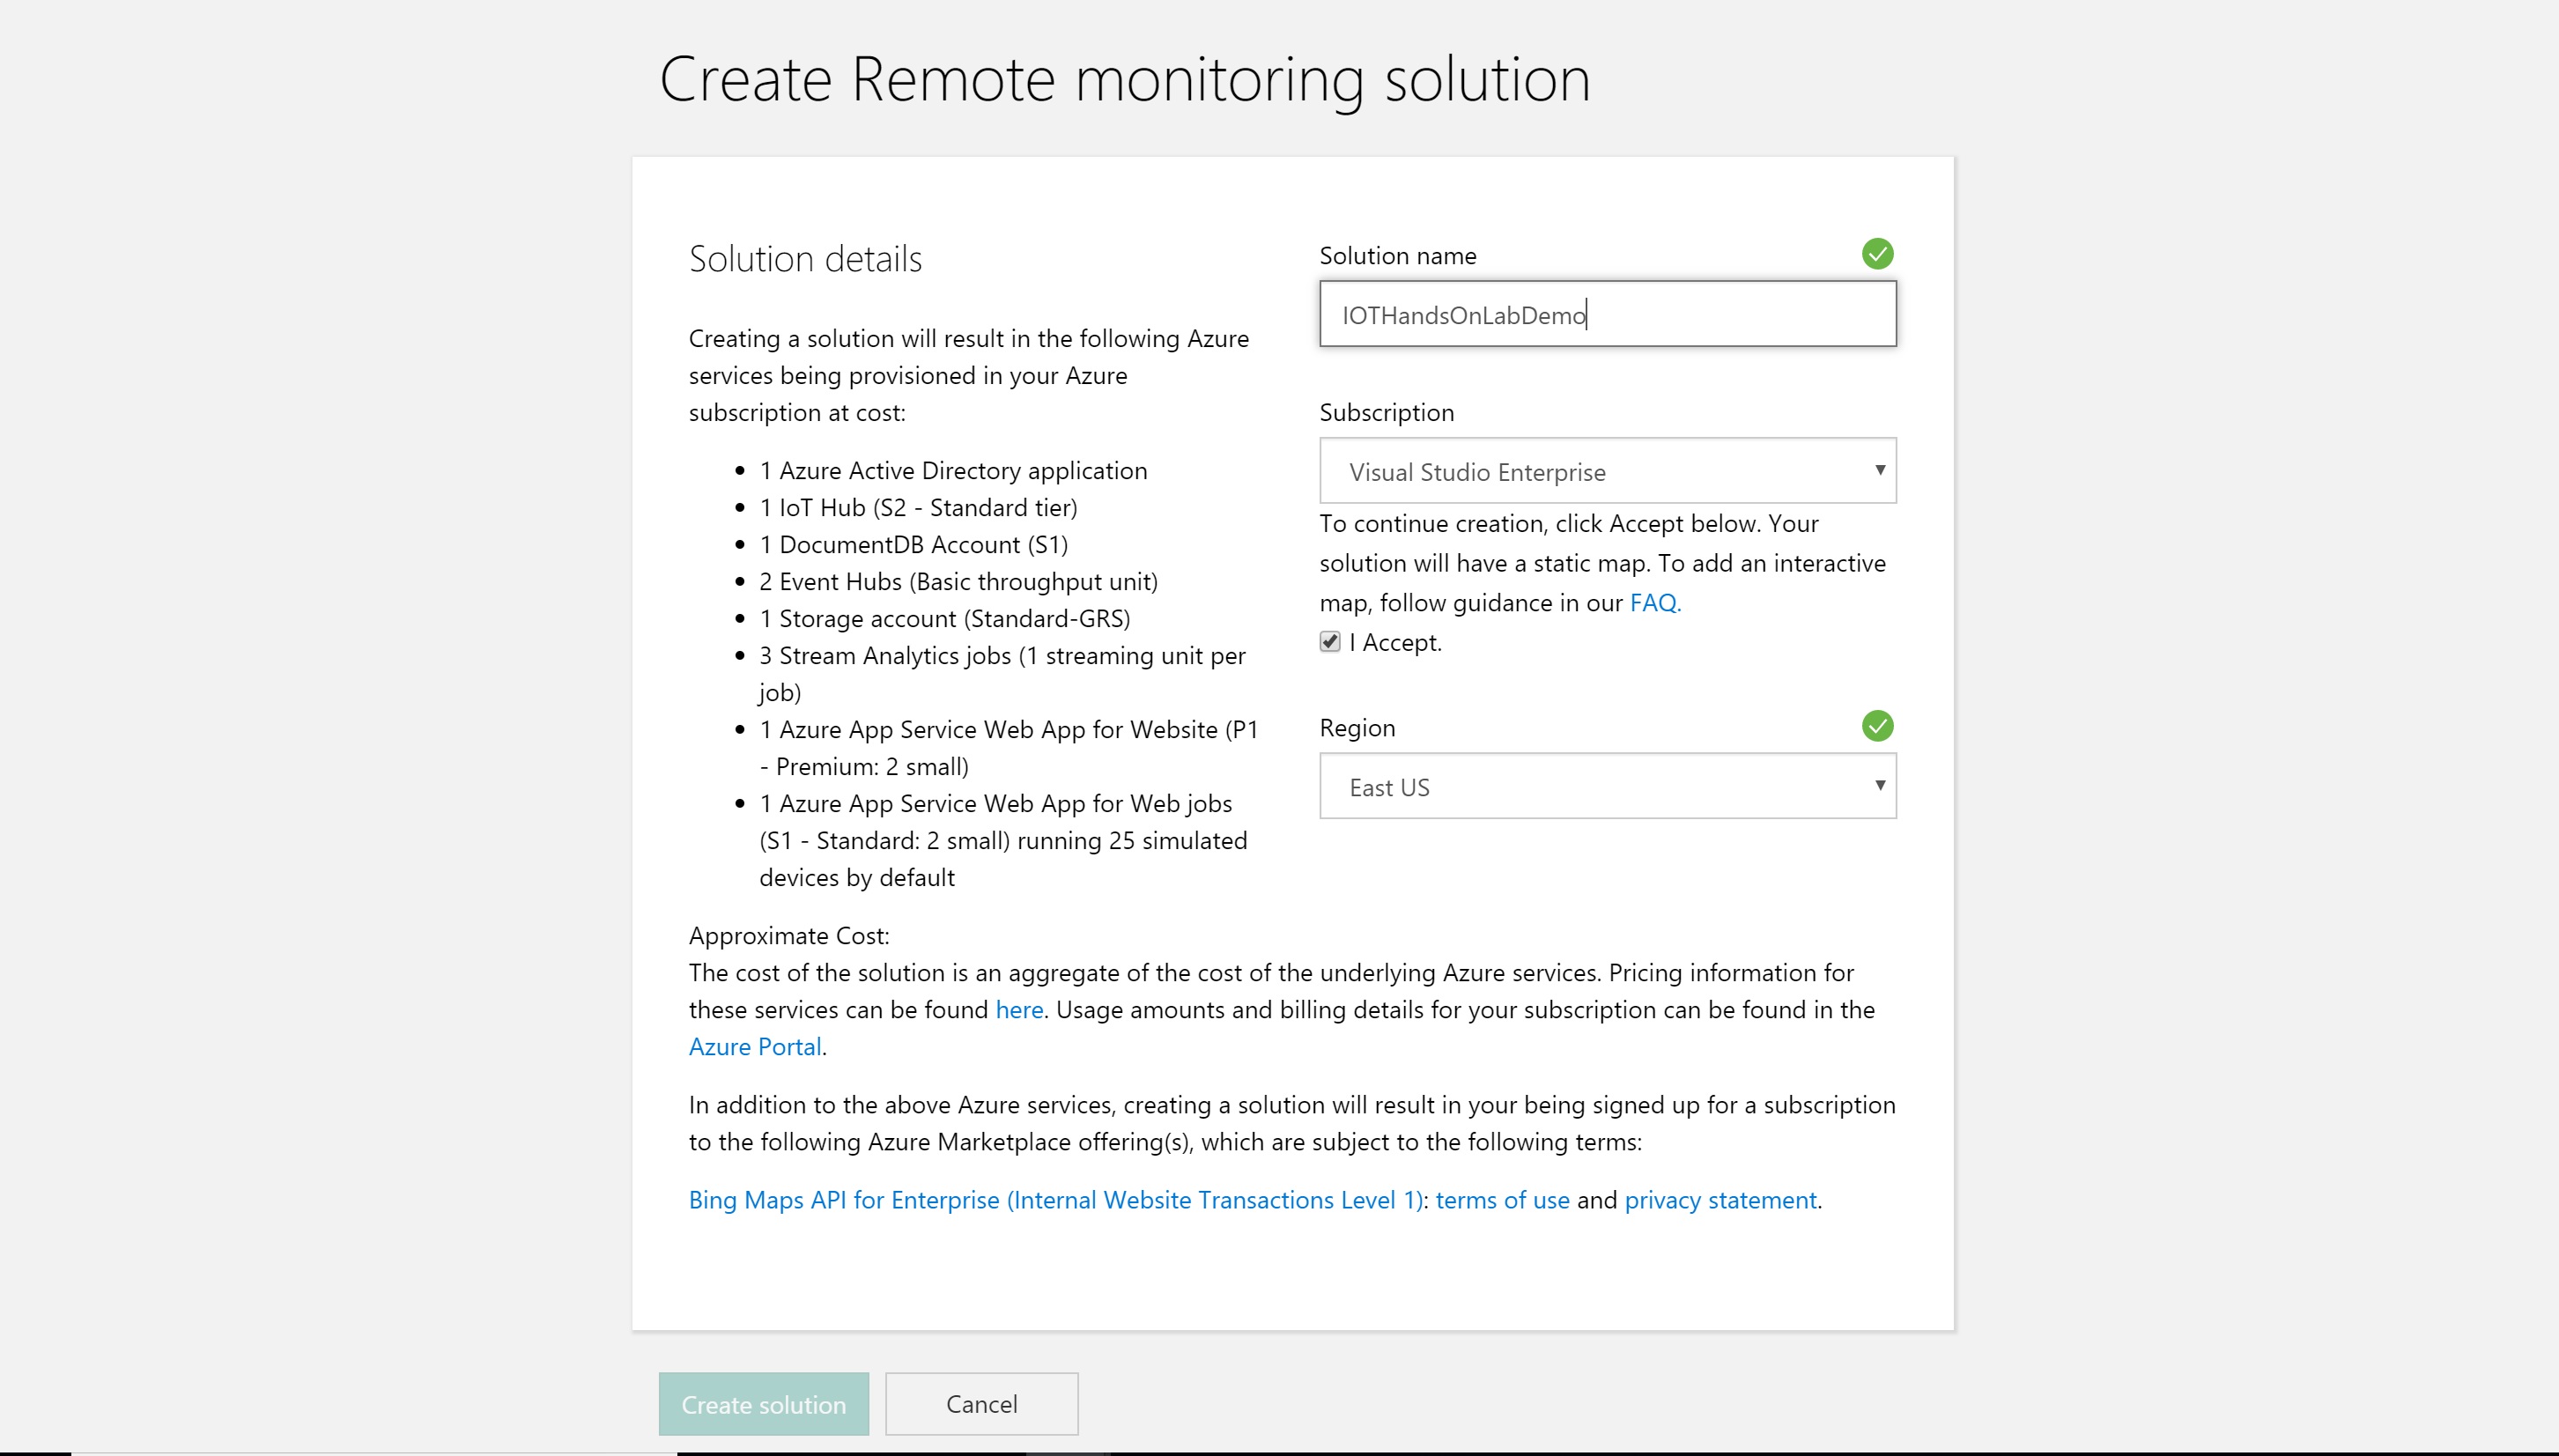 Create Remote monitoring solution
Solution details
Creating a solution will result in the following Azure
services being provisioned in your Azure
subscription at cost:
• 1 Azure Active Directory application
• 1 IoT Hub (S2 - Standard tier)
• 1 DocumentDB Account (S1)
• 2 Event Hubs (Basic throughput unit)
• 1 Storage account (Standard-GRS)
• 3 Stream Analytics jobs (1 streaming unit per
job)
• 1 Azure App Service Web App for Website (P1
- Premium: 2 small)
• 1 Azure App Service Web App for Web jobs
(S1 - Standard: 2 small) running 25 simulated
devices by default
Solution name
IOTHandsOnLabDemo
Subscription
Visual Studio Enterprise
To continue creation, click Accept below. Your
solution will have a static map. To add an interactive
map, follow guidance in our FAQ.
I Accept.
Region
East US
Approximate Cost:
The cost of the solution is an aggregate of the cost of the underlying Azure services. Pricing information for
these services can be found here. Usage amounts and billing details for your subscription can be found in the
Azure Portal.
In addition to the above Azure services, creating a solution will result in your being signed up for a subscription
to the following Azure Marketplace offering(s), which are subject to the following terms:
Bing Maps API for Enterprise (Internal Website Transactions Level 1): terms of use and privacy statement.
Create solution
Cancel